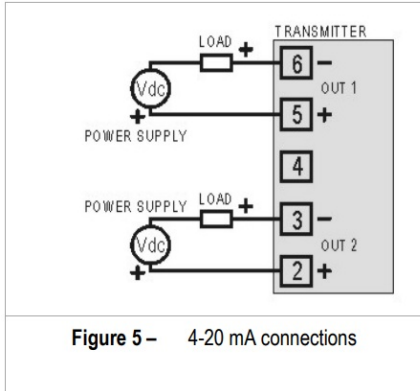 TRANSMITTER
LOAD +
6 −
Vdc
OUT 1
+
5 +
POWER SUPPLY
4
POWER SUPPLY LOAD +
3 −
Vdc
OUT 2
+
2 +
Figure 5 – 4-20 mA connections